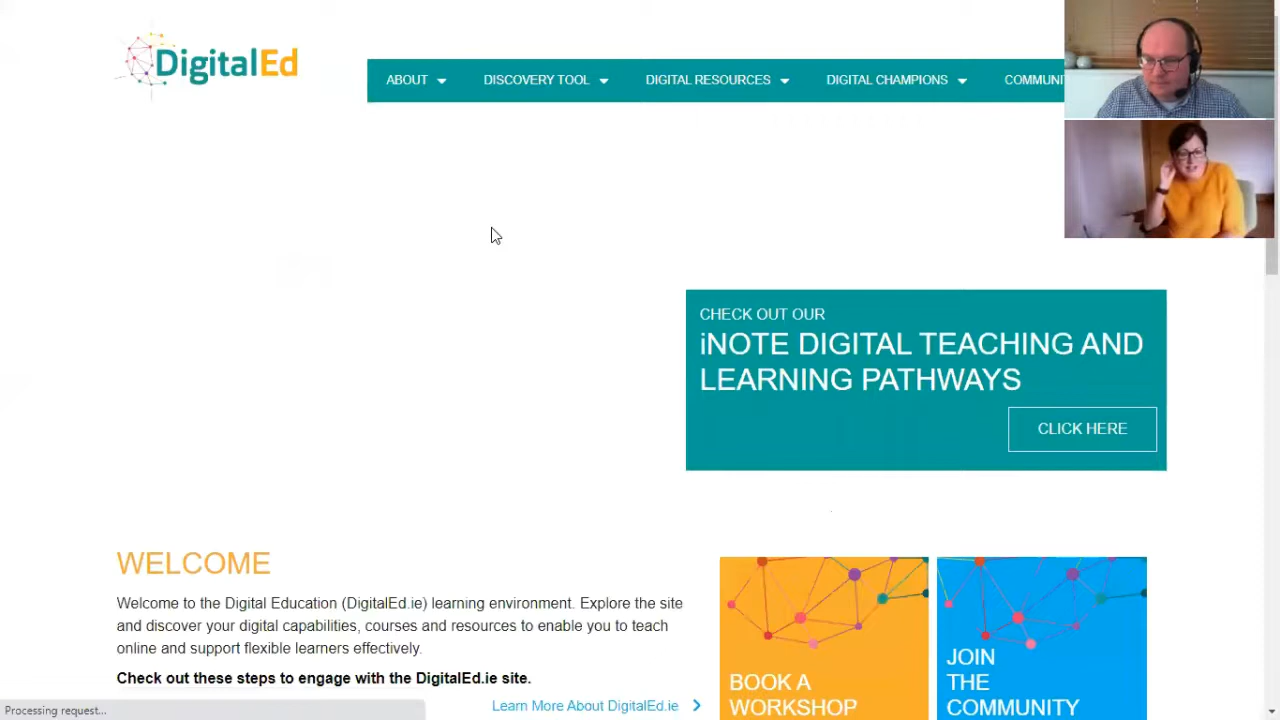 DigitalEd
ABOUT
DISCOVERY TOOL
DIGITAL RESOURCES
DIGITAL CHAMPIONS
CHECK OUT OUR
iNOTE DIGITAL TEACHING AND
LEARNING PATHWAYS
CLICK HERE
WELCOME
Welcome to the Digital Education (DigitalEd.ie) learning environment. Explore the site
and discover your digital capabilities, courses and resources to enable you to teach
online and support flexible learners effectively.
Check out these steps to engage with the DigitalEd.ie site.
Learn More About DigitalEd.ie
BOOK A
WORKSHOP
JOIN
THE
COMMUNITY
Processing request...